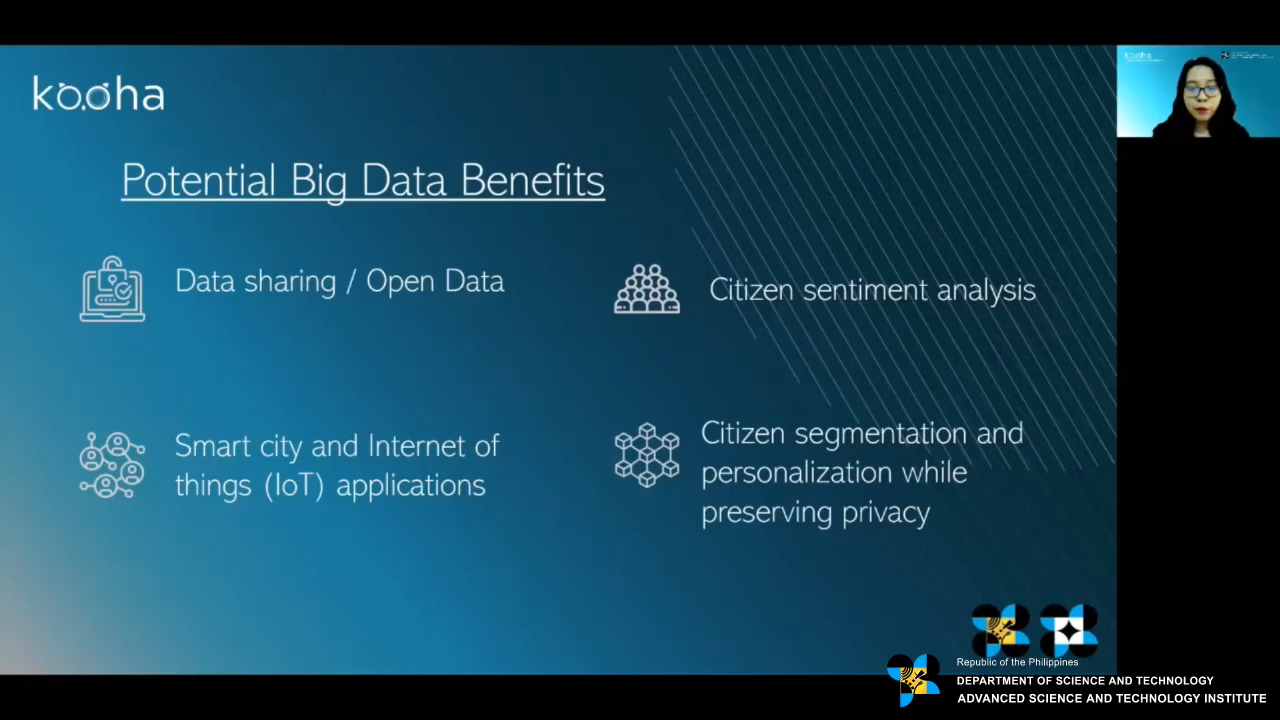 kooha
Potential Big Data Benefits
Data sharing / Open Data
Citizen sentiment analysis
Smart city and Internet of
things (IoT) applications
Citizen segmentation and
personalization while
preserving privacy
Republic of the Philippines
DEPARTMENT OF SCIENCE AND TECHNOLOGY
ADVANCED SCIENCE AND TECHNOLOGY INSTITUTE